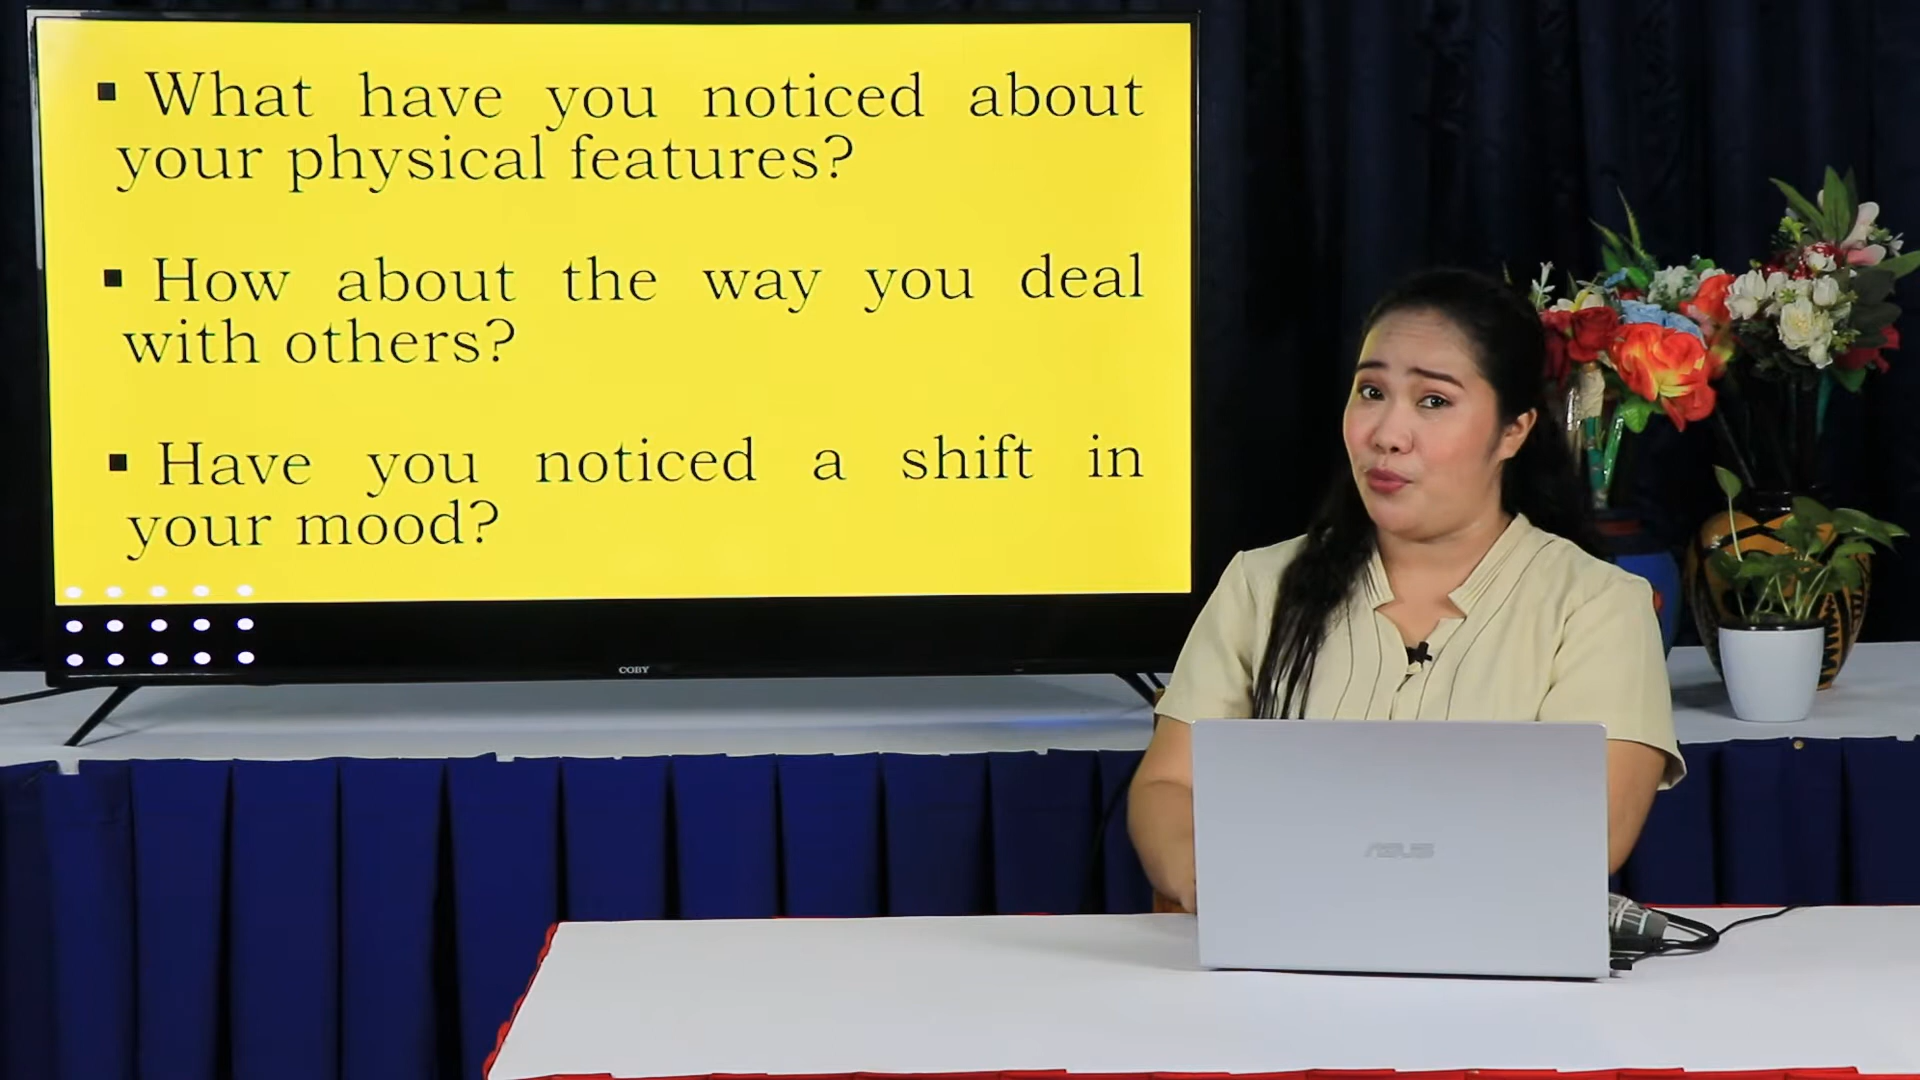 ▪ What have you noticed about
your physical features?
▪ How about the way you deal
with others?
▪ Have you noticed a shift in
your mood?
COBY
ASUS